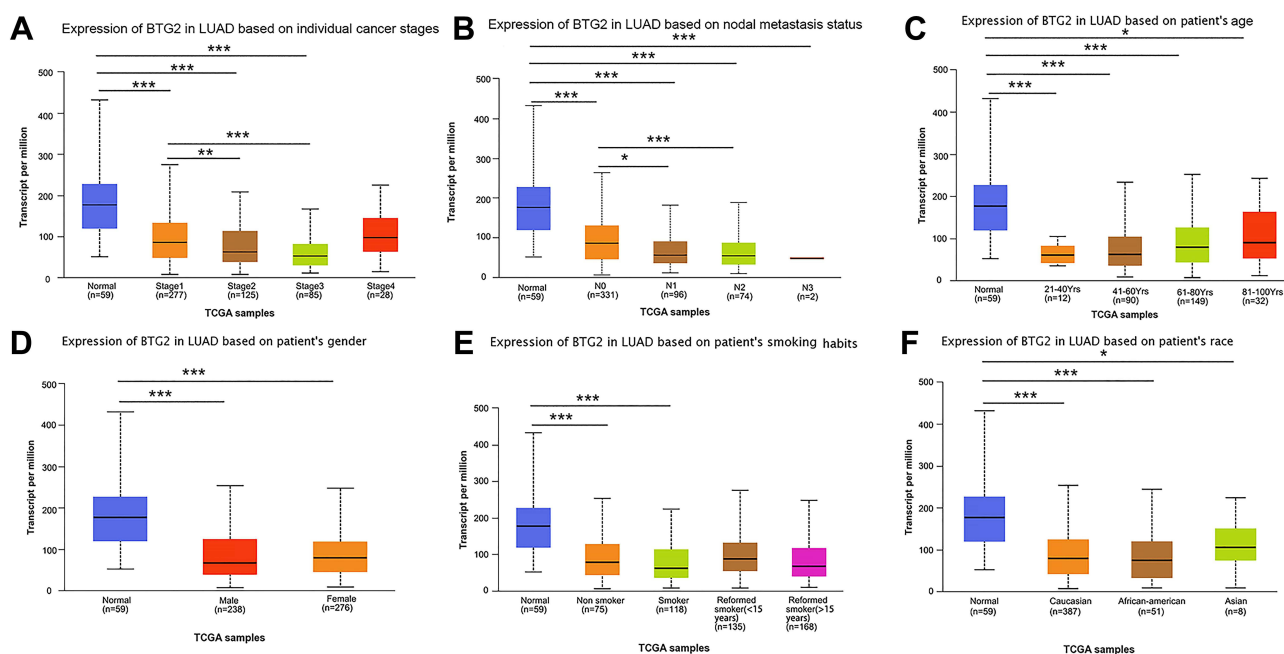 A
Expression of BTG2 in LUAD based on individual cancer stages
***
***
***
***
**
Transcript per million
500
400
300
200
100
0
Normal
(n=59)
Stage1
(n=277)
Stage2
(n=125)
Stage3
(n=85)
Stage4
(n=28)
TCGA samples
B
Expression of BTG2 in LUAD based on nodal metastasis status
***
***
***
***
***
*
Transcript per million
500
400
300
200
100
0
Normal
(n=59)
N0
(n=331)
N1
(n=96)
N2
(n=74)
N3
(n=2)
TCGA samples
C
Expression of BTG2 in LUAD based on patient's age
*
***
***
***
Transcript per million
500
400
300
200
100
0
Normal
(n=59)
21-40Yrs
(n=12)
41-60Yrs
(n=90)
61-80Yrs
(n=149)
81-100Yrs
(n=32)
TCGA samples
D
Expression of BTG2 in LUAD based on patient's gender
***
***
Transcript per million
500
400
300
200
100
0
Normal
(n=59)
Male
(n=238)
Female
(n=276)
TCGA samples
E
Expression of BTG2 in LUAD based on patient's smoking habits
***
***
Transcript per million
500
400
300
200
100
0
Normal
(n=59)
Non smoker
(n=75)
Smoker
(n=118)
Reformed
smoker(<15
years)
(n=135)
Reformed
smoker(>15
years)
(n=168)
TCGA samples
F
Expression of BTG2 in LUAD based on patient's race
*
***
***
Transcript per million
500
400
300
200
100
0
Normal
(n=59)
Caucasian
(n=387)
African-american
(n=51)
Asian
(n=8)
TCGA samples